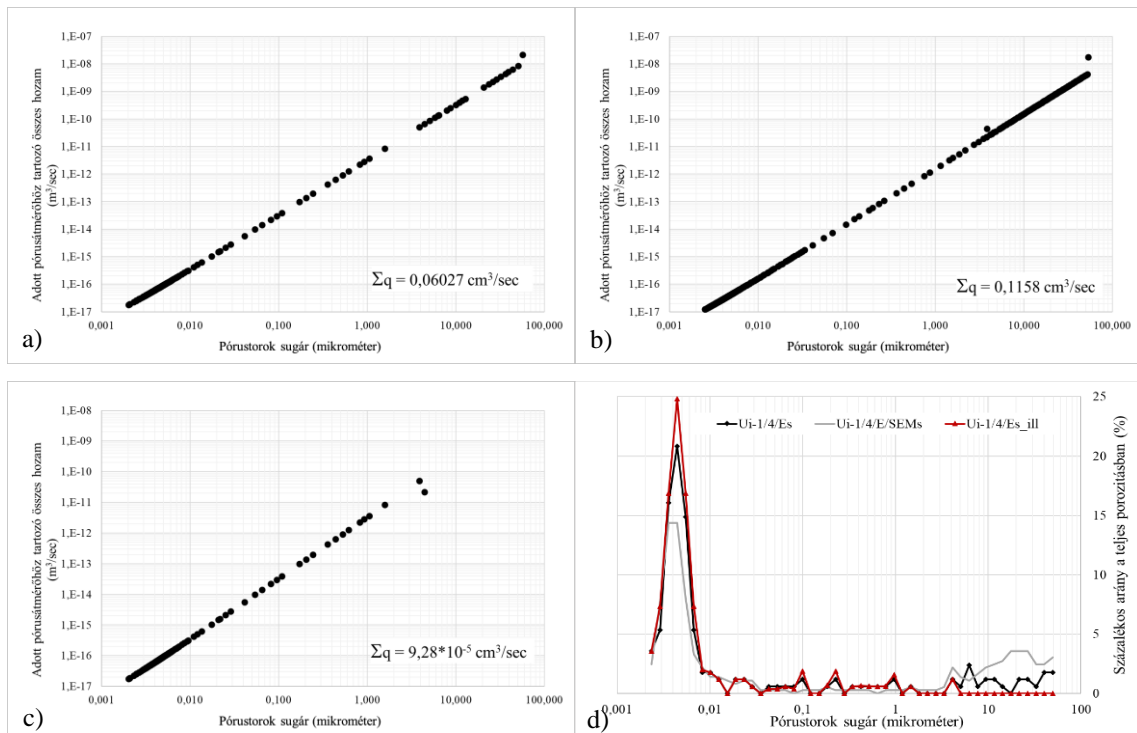 1,E-07
1,E-08
1,E-09
1,E-10
1,E-11
1,E-12
1,E-13
1,E-14
1,E-15
1,E-16
1,E-17
Adott pórusátmérőhöz tartozó összes hozam
(m³/sec)
Σq = 0,06027 cm³/sec
0,001 0,010 0,100 1,000 10,000 100,000
Pórustorok sugár (mikrométer)
a)
1,E-07
1,E-08
1,E-09
1,E-10
1,E-11
1,E-12
1,E-13
1,E-14
1,E-15
1,E-16
1,E-17
Adott pórusátmérőhöz tartozó összes hozam
(m³/sec)
Σq = 0,1158 cm³/sec
0,001 0,010 0,100 1,000 10,000 100,000
Pórustorok sugár (mikrométer)
b)
1,E-08
1,E-09
1,E-10
1,E-11
1,E-12
1,E-13
1,E-14
1,E-15
1,E-16
1,E-17
Adott pórusátmérőhöz tartozó összes hozam
(m³/sec)
Σq = 9,28*10⁻⁵ cm³/sec
0,001 0,010 0,100 1,000 10,000 100,000
Pórustorok sugár (mikrométer)
c)
Ui-1/4/Es Ui-1/4/E/SEMs Ui-1/4/Es_ill
25
20
15
10
5
0
Százalékos arány a teljes porozitásban (%)
0,001 0,01 0,1 1 10 100
Pórustorok sugár (mikrométer)
d)